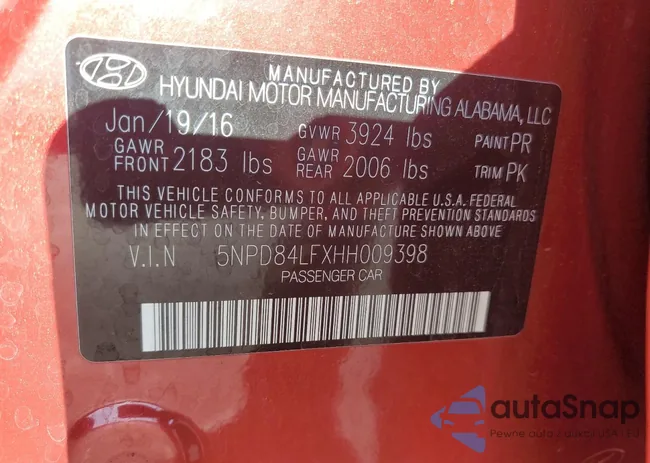 MANUFACTURED BY
HYUNDAI MOTOR MANUFACTURING ALABAMA, LLC
Jan/19/16 GVWR 3924 lbs PAINT PR
GAWR FRONT 2183 lbs GAWR REAR 2006 lbs TRIM PK
THIS VEHICLE CONFORMS TO ALL APPLICABLE U.S.A. FEDERAL
MOTOR VEHICLE SAFETY, BUMPER, AND THEFT PREVENTION STANDARDS
IN EFFECT ON THE DATE OF MANUFACTURE SHOWN ABOVE.
V.I.N 5NPD84LFXHH009398
PASSENGER CAR
autoSnap
Pewne auto z